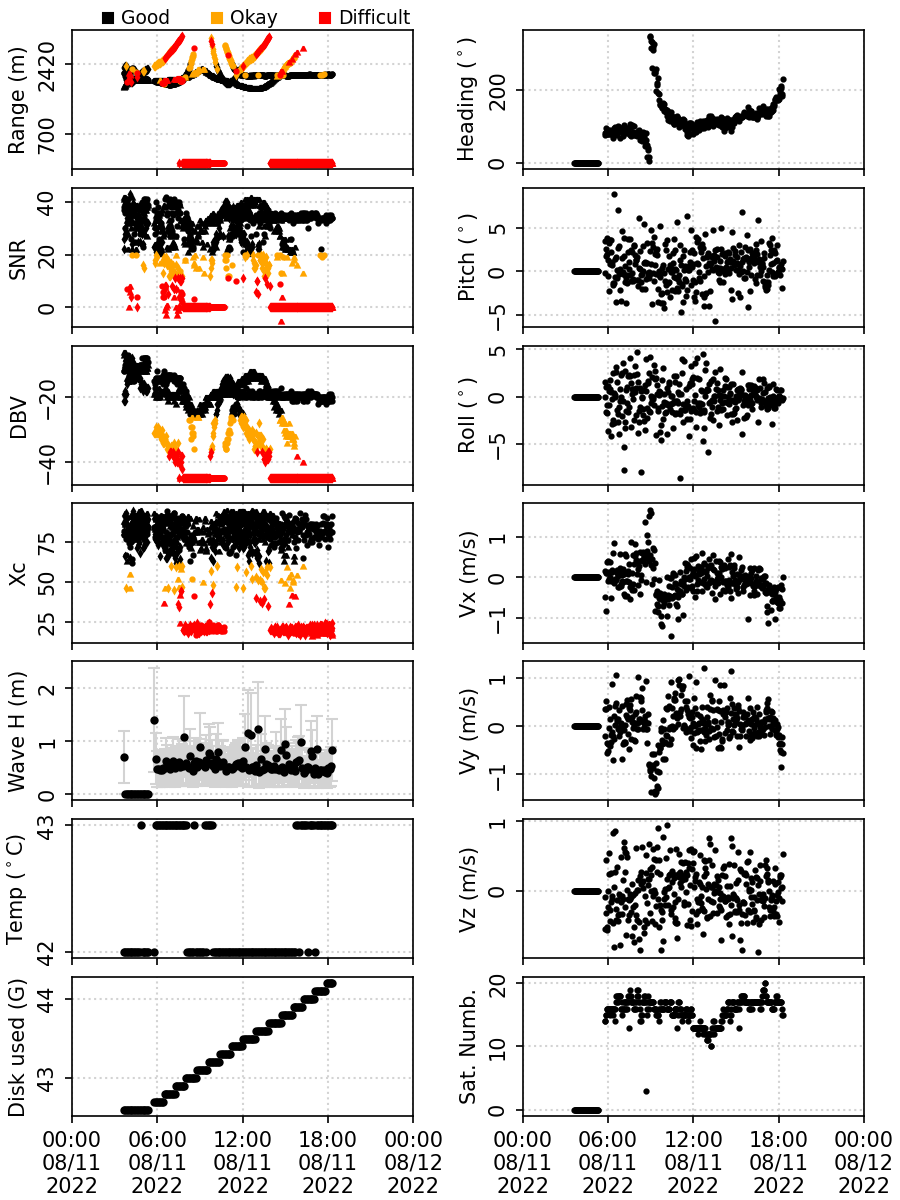 Good Okay Difficult
Range (m)
2420
700
Heading (°)
200
0
SNR
40
20
0
Pitch (°)
5
0
−5
DBV
−20
−40
Roll (°)
5
0
−5
Xc
75
50
25
Vx (m/s)
1
0
−1
Wave H (m)
2
1
0
Vy (m/s)
1
0
−1
Temp (°C)
43
42
Vz (m/s)
1
0
Disk used (G)
44
43
Sat. Numb.
20
10
0
00:00 06:00 12:00 18:00 00:00
08/11 08/11 08/11 08/11 08/12
2022 2022 2022 2022 2022
00:00 06:00 12:00 18:00 00:00
08/11 08/11 08/11 08/11 08/12
2022 2022 2022 2022 2022